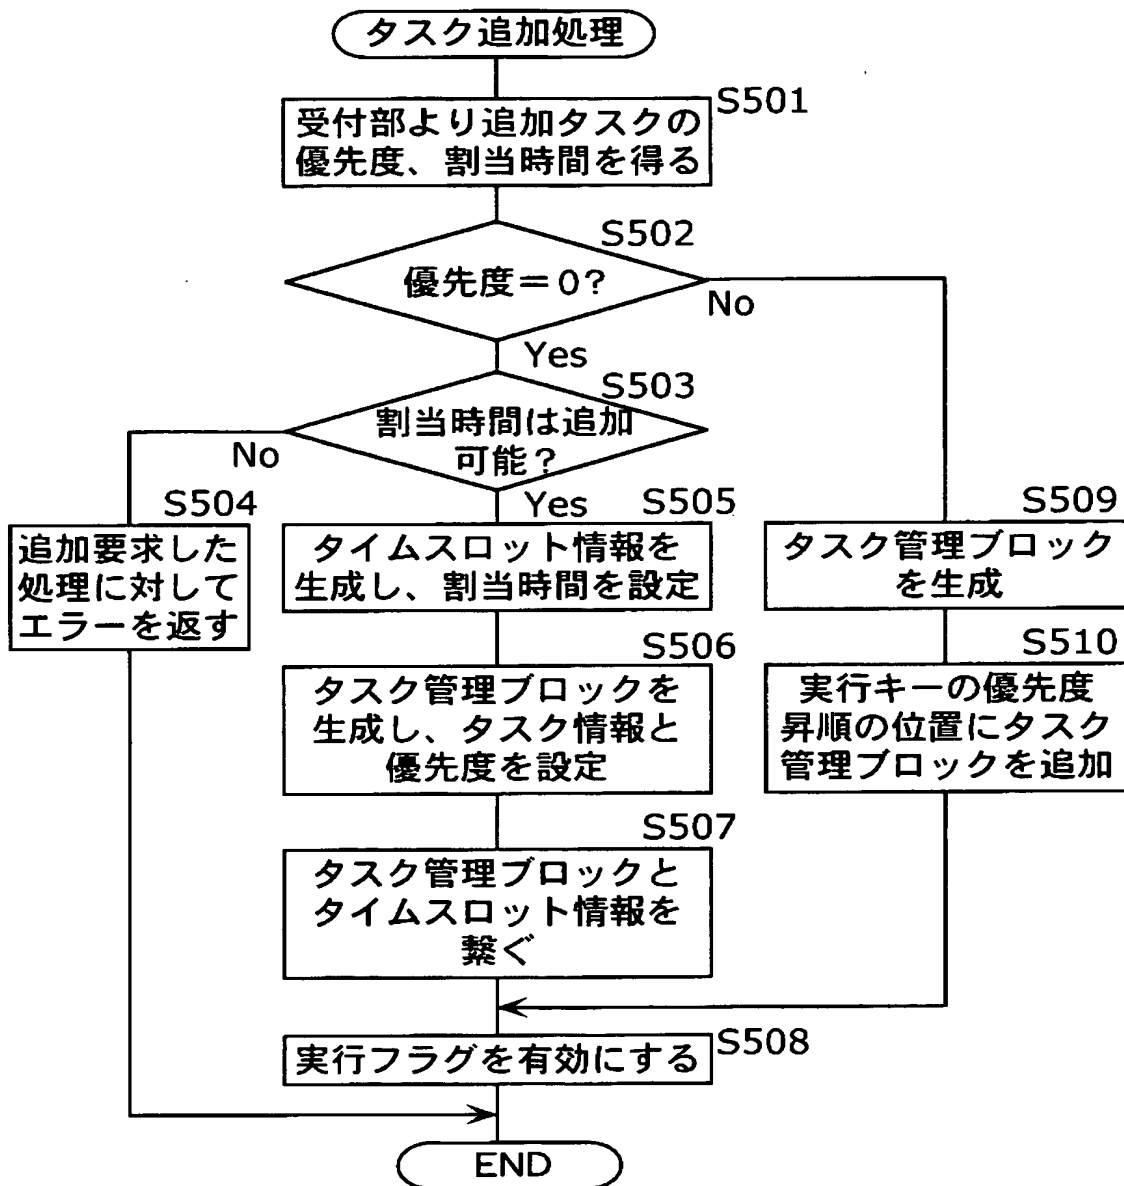 タスク追加処理
S501
受付部より追加タスクの
優先度、割当時間を得る
S502
優先度＝0?
No
Yes
S503
割当時間は追加
可能？
No
Yes
S504
追加要求した
処理に対して
エラーを返す
S505
タイムスロット情報を
生成し、割当時間を設定
S509
タスク管理ブロック
を生成
S506
タスク管理ブロックを
生成し、タスク情報と
優先度を設定
S510
実行キーの優先度
昇順の位置にタスク
管理ブロックを追加
S507
タスク管理ブロックと
タイムスロット情報を
繋ぐ
S508
実行フラグを有効にする
END